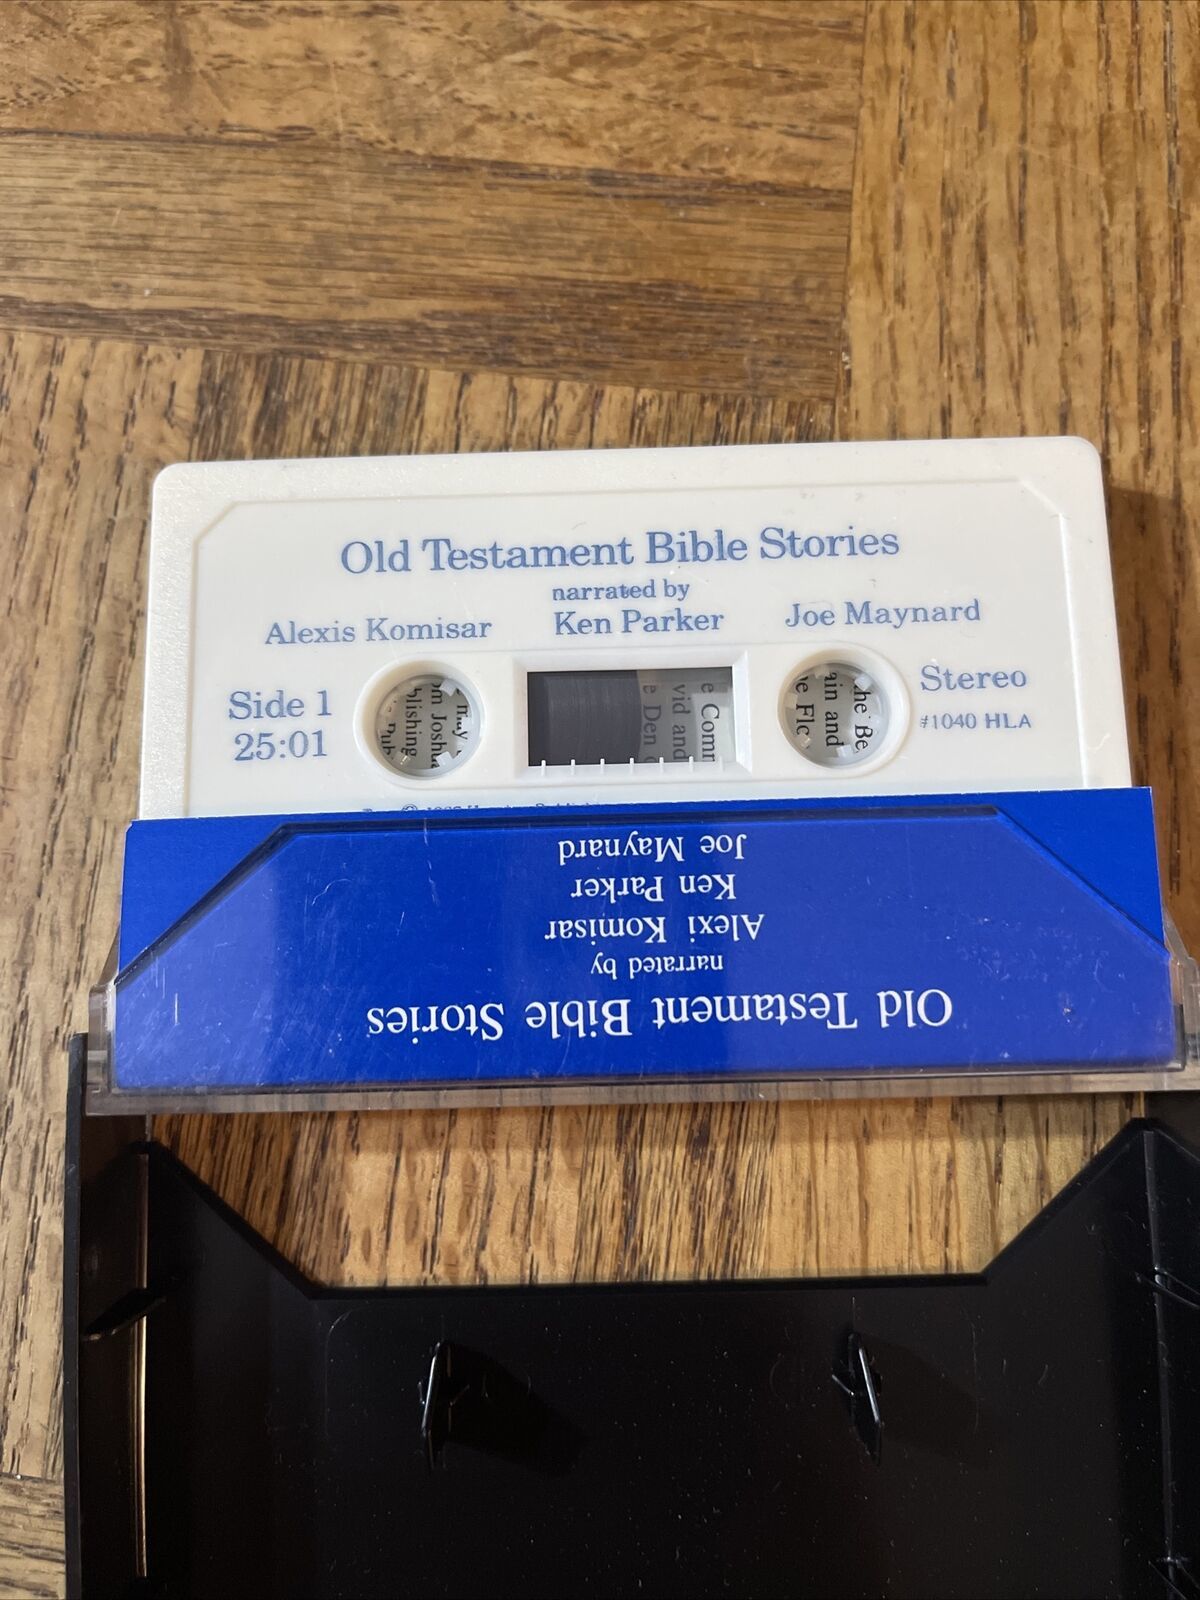 Old Testament Bible Stories
narrated by
Alexis Komisar Ken Parker Joe Maynard
Side 1
25:01
Stereo
#1040 HLA
Old Testament Bible Stories
narrated by
Alexi Komisar
Ken Parker
Joe Maynard